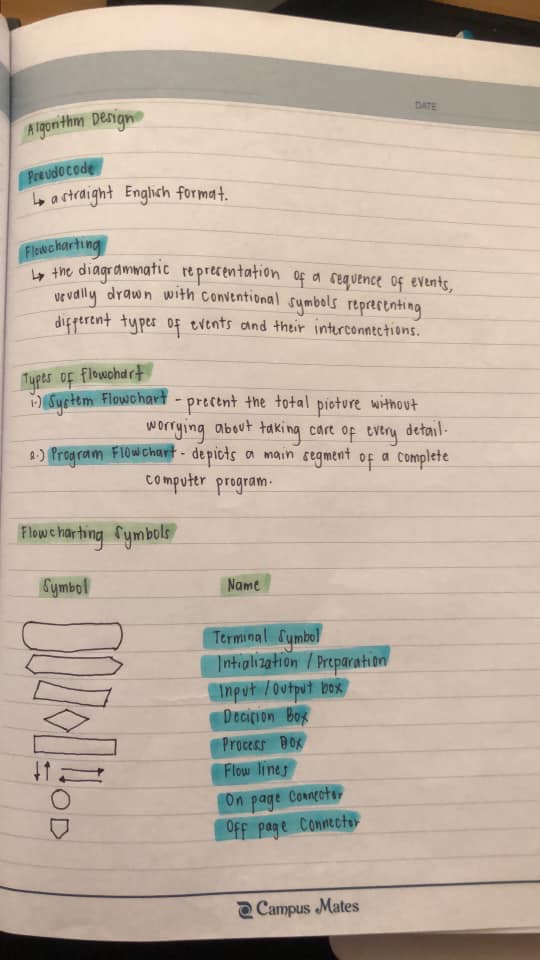 DATE
Algorithm Design
Pseudocode
↳ a straight English format.
Flowcharting
↳ the diagrammatic representation of a sequence of events,
usually drawn with conventional symbols representing
different types of events and their interconnections.
Types of Flowchart
1.) System Flowchart - present the total picture without
worrying about taking care of every detail.
2.) Program Flowchart - depicts a main segment of a complete
computer program.
Flowcharting Symbols
Symbol Name
Terminal Symbol
Intialization / Preparation
Input / Output box
Decision Box
Process Box
Flow lines
On page Connector
Off page Connector
Campus Mates